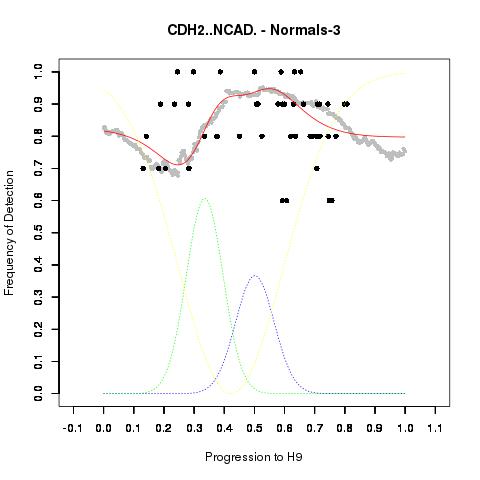 CDH2..NCAD. - Normals-3
Frequency of Detection
1.0
0.9
0.8
0.7
0.6
0.5
0.4
0.3
0.2
0.1
0.0
-0.1 0.0 0.1 0.2 0.3 0.4 0.5 0.6 0.7 0.8 0.9 1.0 1.1
Progression to H9